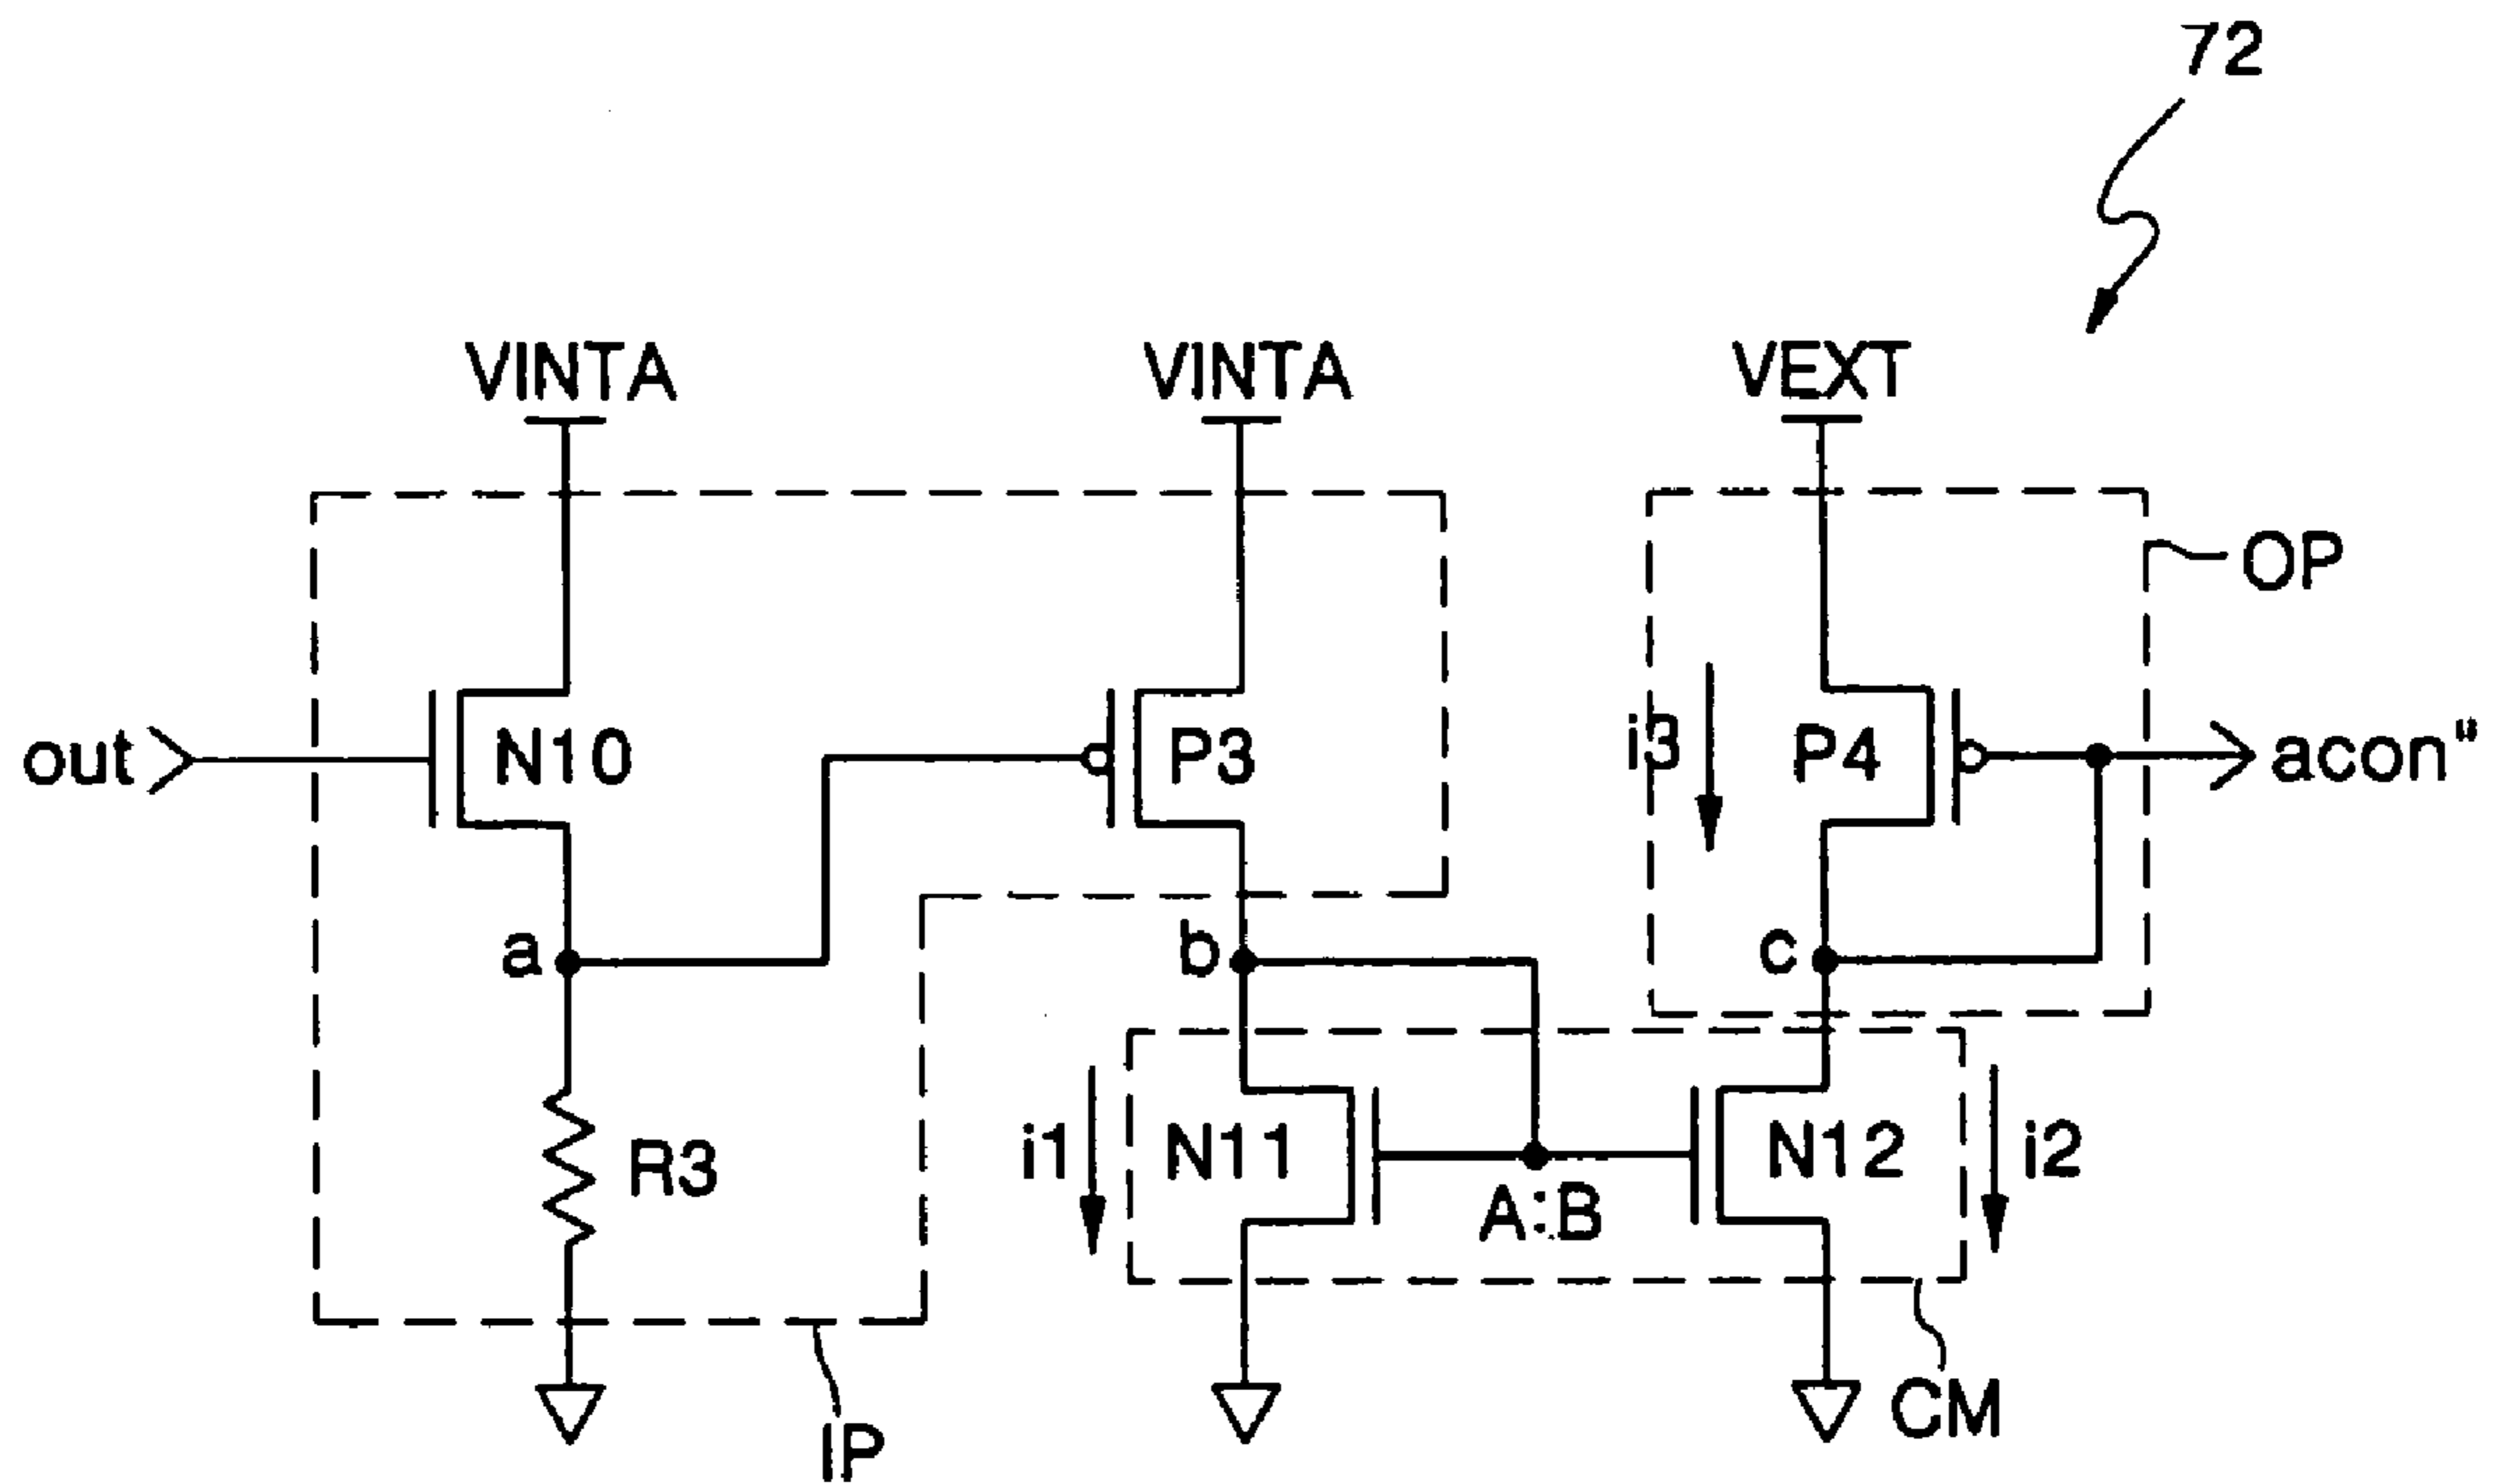 72
VINTA
VINTA
VEXT
OP
out
N10
P3
i3
P4
acon"
a
b
c
R3
i1
N11
A:B
N12
i2
IP
CM